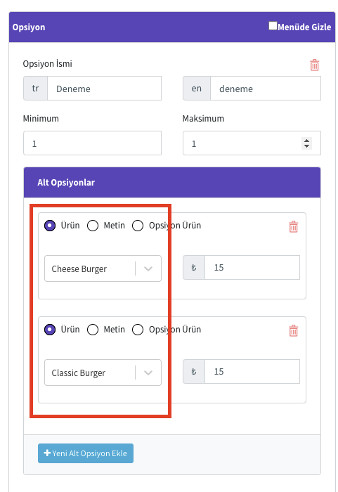 Opsiyon Menüde Gizle
Opsiyon İsmi
tr Deneme en deneme
Minimum Maksimum
1 1
Alt Opsiyonlar
Ürün Metin Opsiyon Ürün
Cheese Burger ₺ 15
Ürün Metin Opsiyon Ürün
Classic Burger ₺ 15
+ Yeni Alt Opsiyon Ekle